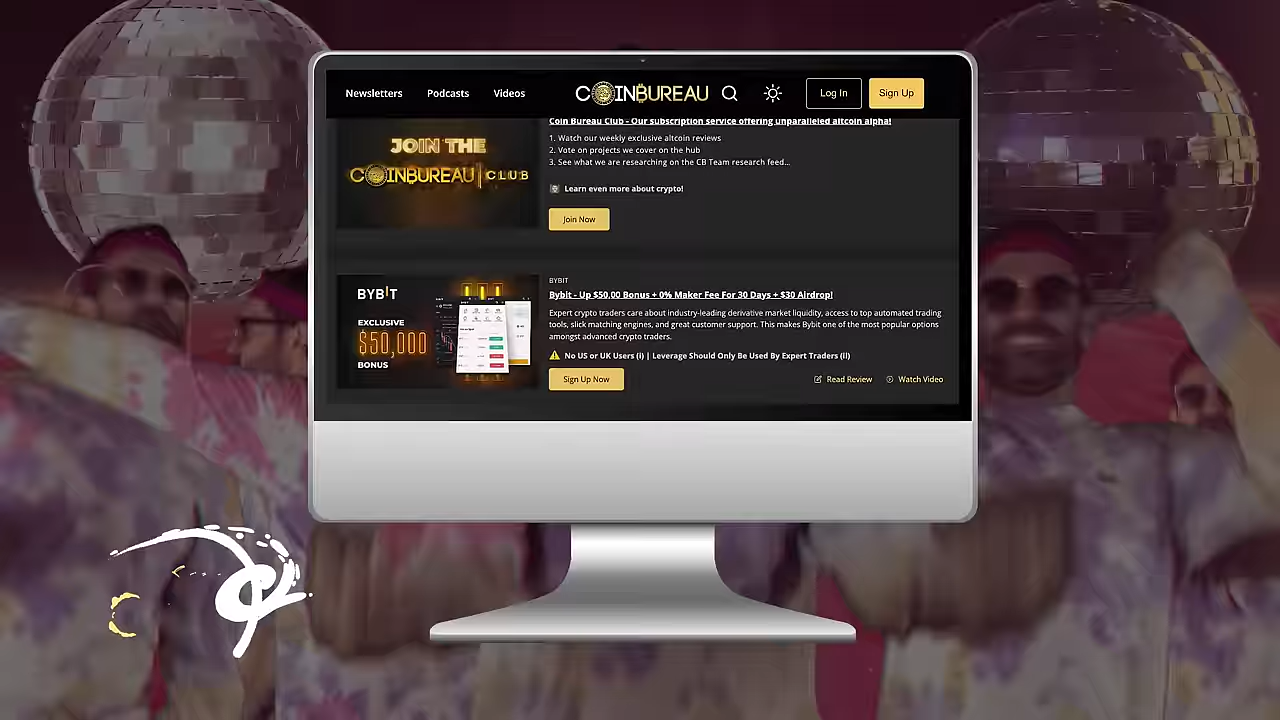 Newsletters Podcasts Videos COINBUREAU Log In Sign Up
Coin Bureau Club - Our subscription service offering unparalleled altcoin alpha!
JOIN THE
COINBUREAU CLUB
1. Watch our weekly exclusive altcoin reviews
2. Vote on projects we cover on the hub
3. See what we are researching on the CB Team research feed...
Learn even more about crypto!
Join Now
BYBIT
EXCLUSIVE
$50,000
BONUS
BYBIT
Bybit - Up $50,00 Bonus + 0% Maker Fee For 30 Days + $30 Airdrop!
Expert crypto traders care about industry-leading derivative market liquidity, access to top automated trading
tools, slick matching engines, and great customer support. This makes Bybit one of the most popular options
amongst advanced crypto traders.
No US or UK Users (i) | Leverage Should Only Be Used By Expert Traders (ii)
Sign Up Now
Read Review Watch Video